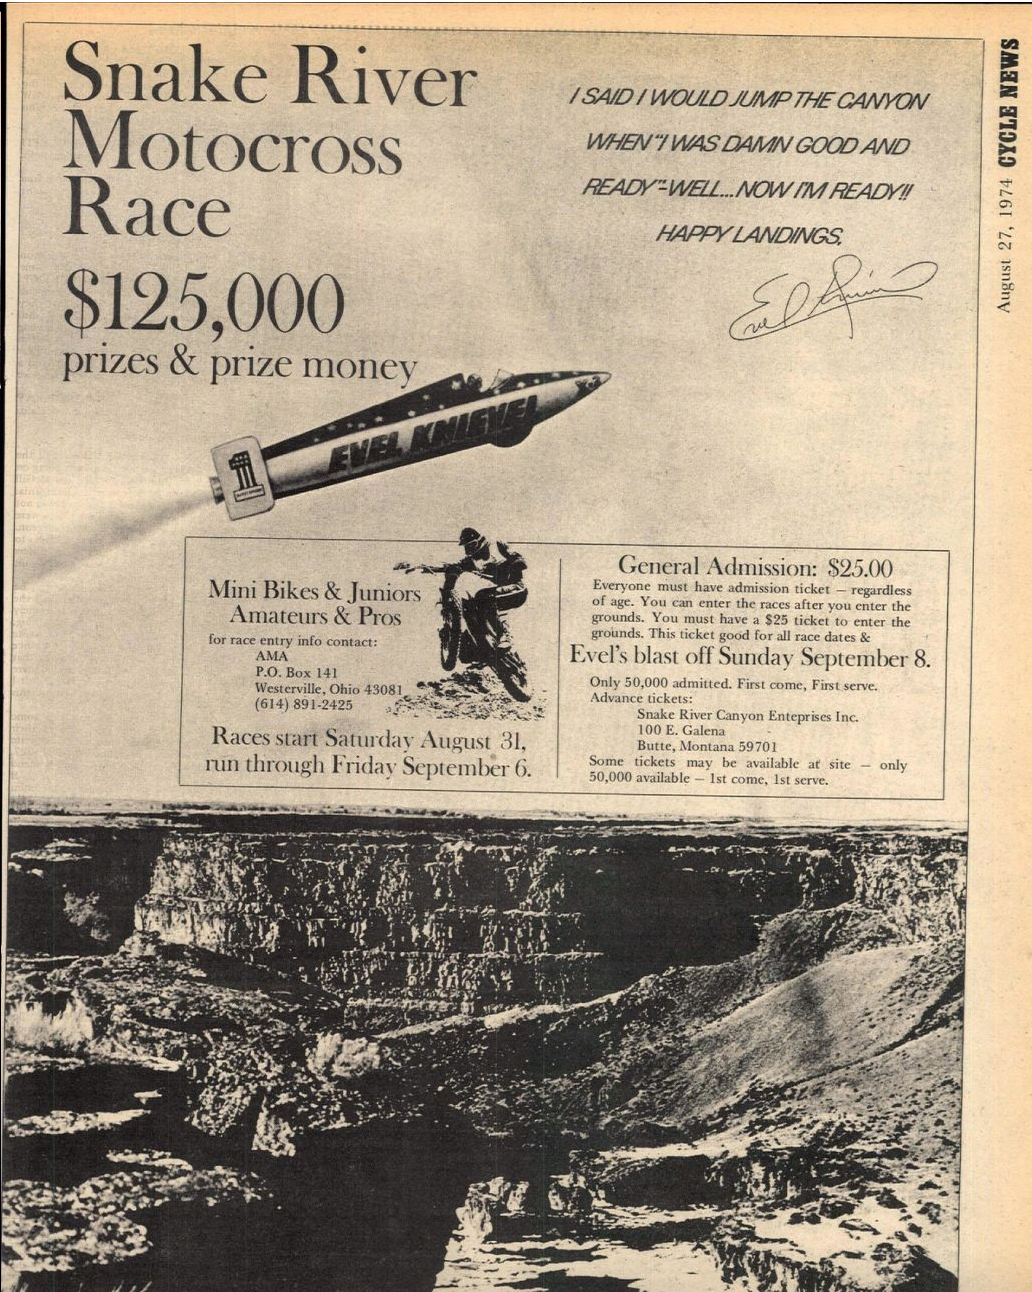 Snake River
Motocross
Race
$125,000
prizes & prize money
I SAID I WOULD JUMP THE CANYON
WHEN "I WAS DAMN GOOD AND
READY"-WELL...NOW I'M READY!!
HAPPY LANDINGS,
Evel Knievel
August 27, 1974 CYCLE NEWS
EVEL KNIEVEL
1
Mini Bikes & Juniors
Amateurs & Pros
for race entry info contact:
AMA
P.O. Box 141
Westerville, Ohio 43081
(614) 891-2425
Races start Saturday August 31,
run through Friday September 6.
General Admission: $25.00
Everyone must have admission ticket — regardless
of age. You can enter the races after you enter the
grounds. You must have a $25 ticket to enter the
grounds. This ticket good for all race dates &
Evel's blast off Sunday September 8.
Only 50,000 admitted. First come, First serve.
Advance tickets:
Snake River Canyon Enteprises Inc.
100 E. Galena
Butte, Montana 59701
Some tickets may be available at site — only
50,000 available — 1st come, 1st serve.